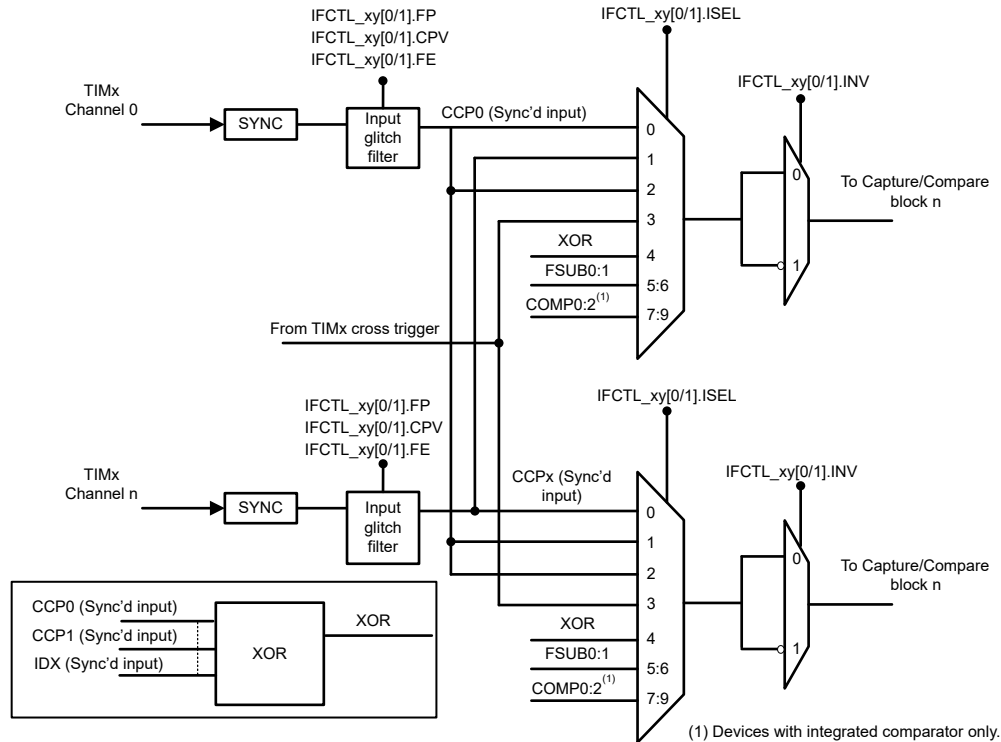 IFCTL_xy[0/1].FP
IFCTL_xy[0/1].CPV
IFCTL_xy[0/1].FE
IFCTL_xy[0/1].ISEL
IFCTL_xy[0/1].INV
TIMx
Channel 0
SYNC
Input
glitch
filter
CCP0 (Sync'd input)
0
1
2
3
4
5:6
7:9
XOR
FSUB0:1
COMP0:2(1)
0
1
To Capture/Compare
block n
From TIMx cross trigger
IFCTL_xy[0/1].FP
IFCTL_xy[0/1].CPV
IFCTL_xy[0/1].FE
IFCTL_xy[0/1].ISEL
IFCTL_xy[0/1].INV
TIMx
Channel n
SYNC
Input
glitch
filter
CCPx (Sync'd
input)
0
1
2
3
4
5:6
7:9
XOR
FSUB0:1
COMP0:2(1)
0
1
To Capture/Compare
block n
CCP0 (Sync'd input)
CCP1 (Sync'd input)
IDX (Sync'd input)
XOR
XOR
(1) Devices with integrated comparator only.